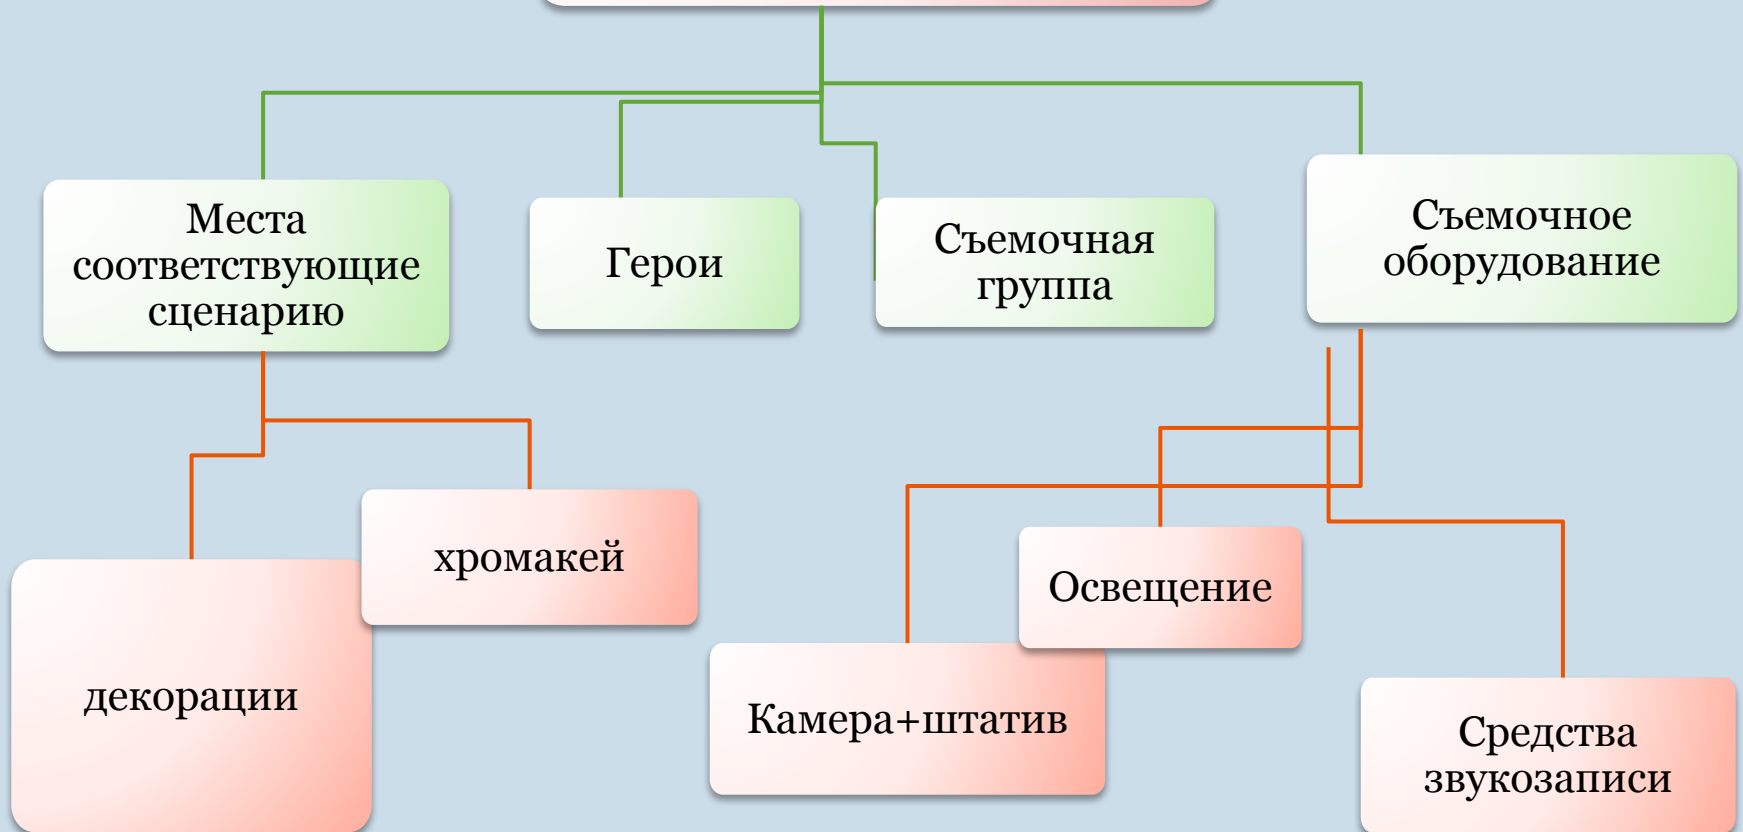 Места
соответствующие
сценарию
Герои
Съемочная
группа
Съемочное
оборудование
хромакей
Освещение
декорации
Камера+штатив
Средства
звукозаписи